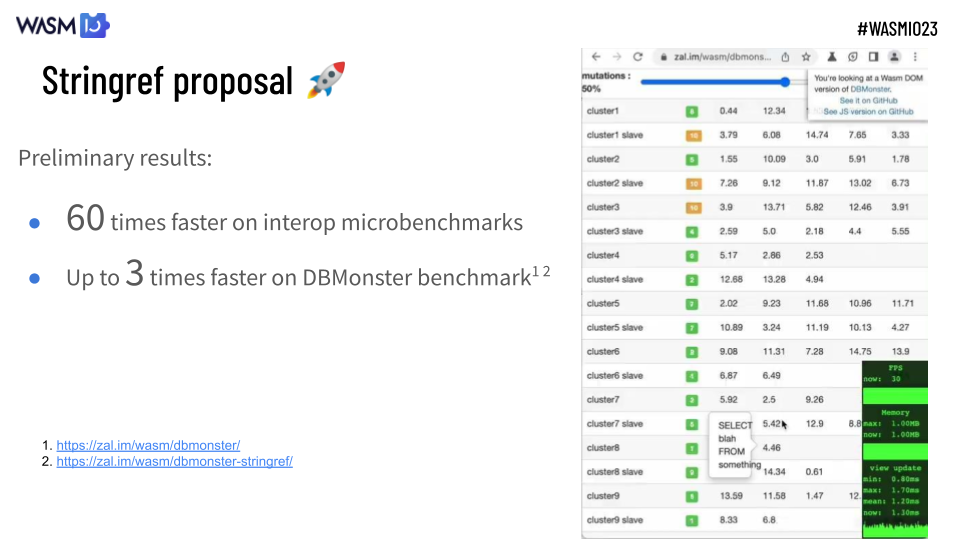 WASM IO
#WASMIO23
Stringref proposal 🚀
Preliminary results:
● 60 times faster on interop microbenchmarks
● Up to 3 times faster on DBMonster benchmark1 2
1. https://zal.im/wasm/dbmonster/
2. https://zal.im/wasm/dbmonster-stringref/
zal.im/wasm/dbmons...
mutations :
50%
You're looking at a Wasm DOM
version of DBMonster.
See it on GitHub
See JS version on GitHub
cluster1 0.44 12.34
cluster1 slave 10 3.79 6.08 14.74 7.65 3.33
cluster2 1.55 10.09 3.0 5.91 1.78
cluster2 slave 10 7.26 9.12 11.87 13.02 6.73
cluster3 10 3.9 13.71 5.82 12.46 3.91
cluster3 slave 2.59 5.0 2.18 4.4 5.55
cluster4 5.17 2.86 2.53
cluster4 slave 2 12.68 13.28 4.94
cluster5 2 2.02 9.23 11.68 10.96 11.71
cluster5 slave 7 10.89 3.24 11.19 10.13 4.27
cluster6 9.08 11.31 7.28 14.75 13.9
cluster6 slave 6.87 6.49
cluster7 5.92 2.5 9.26
cluster7 slave 5.42 12.9 8.8
cluster8 1 4.46
cluster8 slave 14.34 0.61
cluster9 13.59 11.58 1.47 12.
cluster9 slave 1 8.33 6.8
SELECT
blah
FROM
something
FPS
now: 30
Memory
max: 1.00MB
now: 1.00MB
view update
min: 0.80ms
max: 1.70ms
mean: 1.20ms
now: 1.30ms